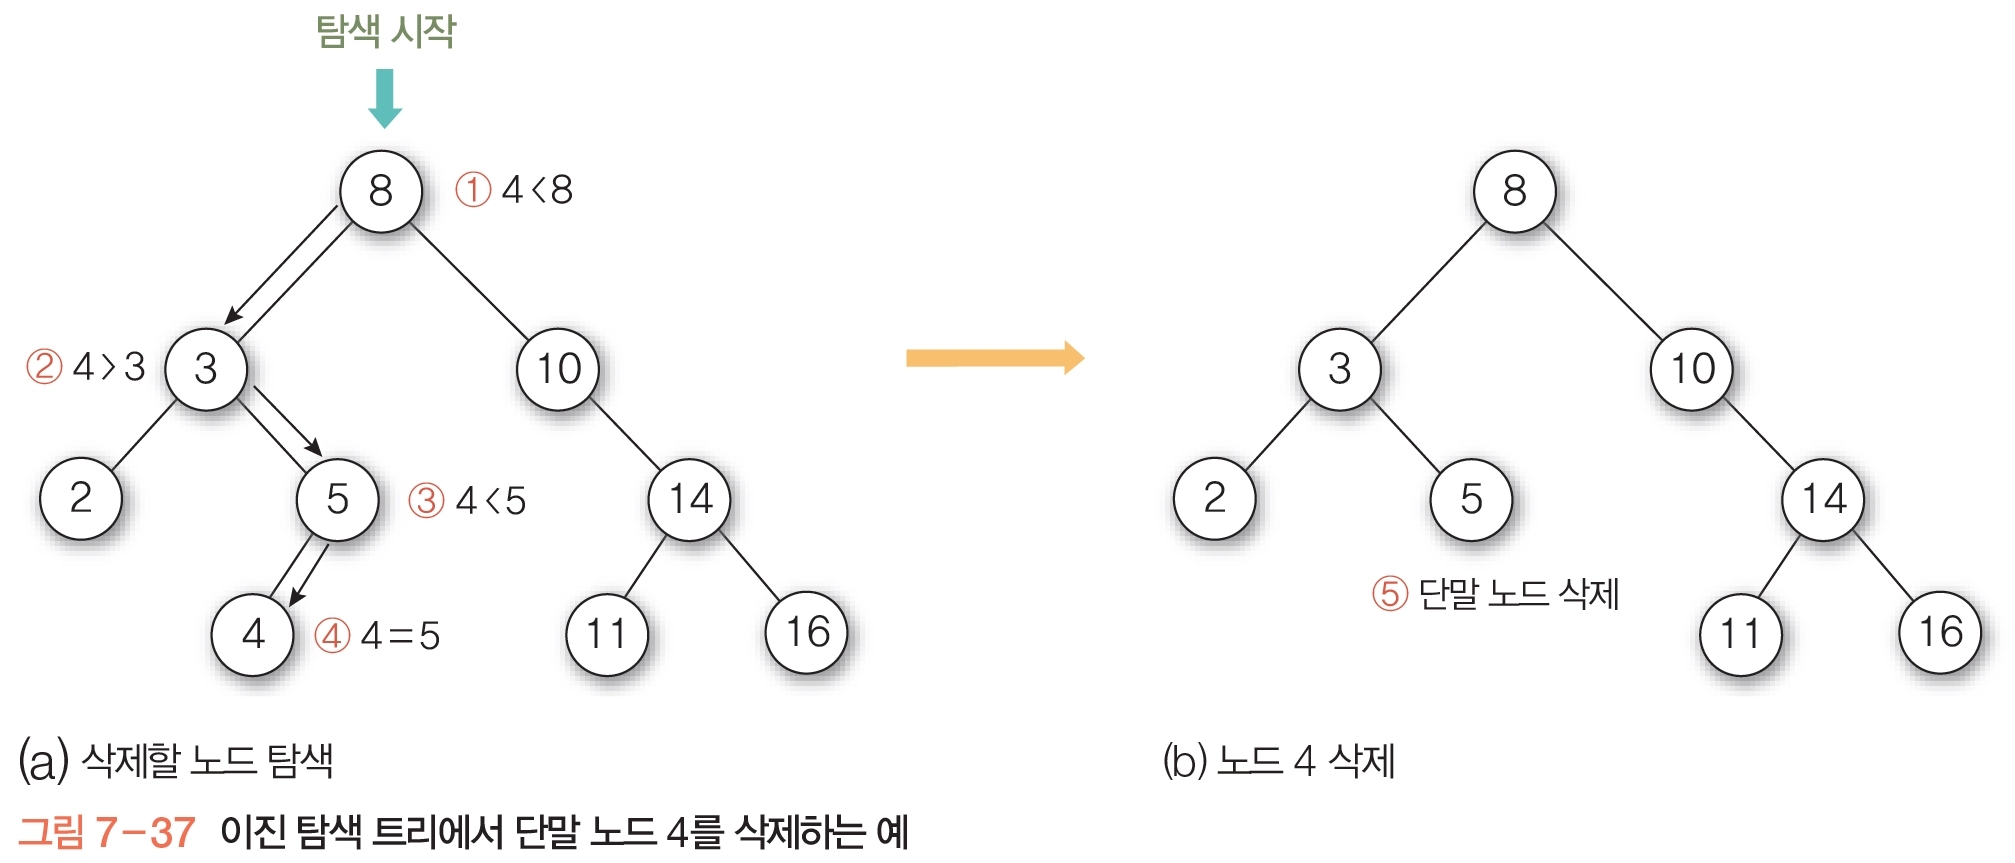 탐색 시작
8 ① 4<8
8
② 4>3 3 10
3 10
2 5 ③ 4<5 14
2 5 14
⑤ 단말 노드 삭제
4 ④ 4=5 11 16
11 16
(a) 삭제할 노드 탐색
(b) 노드 4 삭제
그림 7-37 이진 탐색 트리에서 단말 노드 4를 삭제하는 예